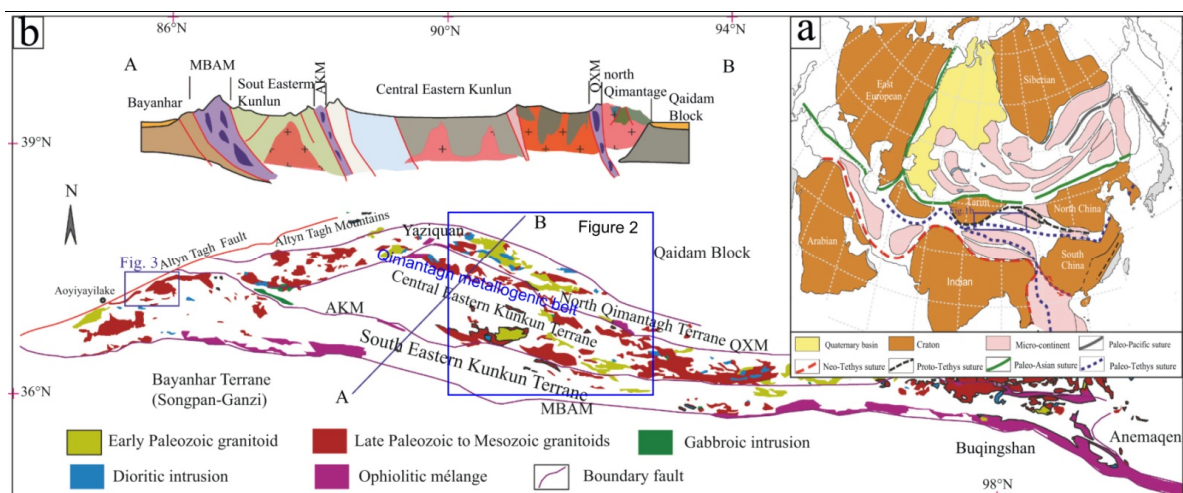 b
86°N
90°N
94°N
a
A
MBAM
Sout Eastern
Kunlun
AKM
Central Eastern Kunlun
QXM
north
Qimantage
B
Bayanhar
Qaidam
Block
39°N
N
East
European
Siberian
Tarim
North China
Arabian
South
China
Indian
Quaternary basin
Craton
Micro-continent
Paleo-Pacific suture
Neo-Tethys suture
Proto-Tethys suture
Paleo-Asian suture
Paleo-Tethys suture
Altyn Tagh Fault
Altyn Tagh Mountains
Yaziquan
B
Figure 2
Qaidam Block
Fig. 3
Aoyiyayilake
Qimantagh metallogenic belt
North Qimantagh Terrane
Central Eastern Kunkun
Terrane
AKM
QXM
South Eastern Kunkun Terrane
A
MBAM
36°N
Bayanhar Terrane
(Songpan-Ganzi)
Buqingshan
Anemaqen
Early Paleozoic granitoid
Late Paleozoic to Mesozoic granitoids
Gabbroic intrusion
Dioritic intrusion
Ophiolitic mélange
Boundary fault
98°N